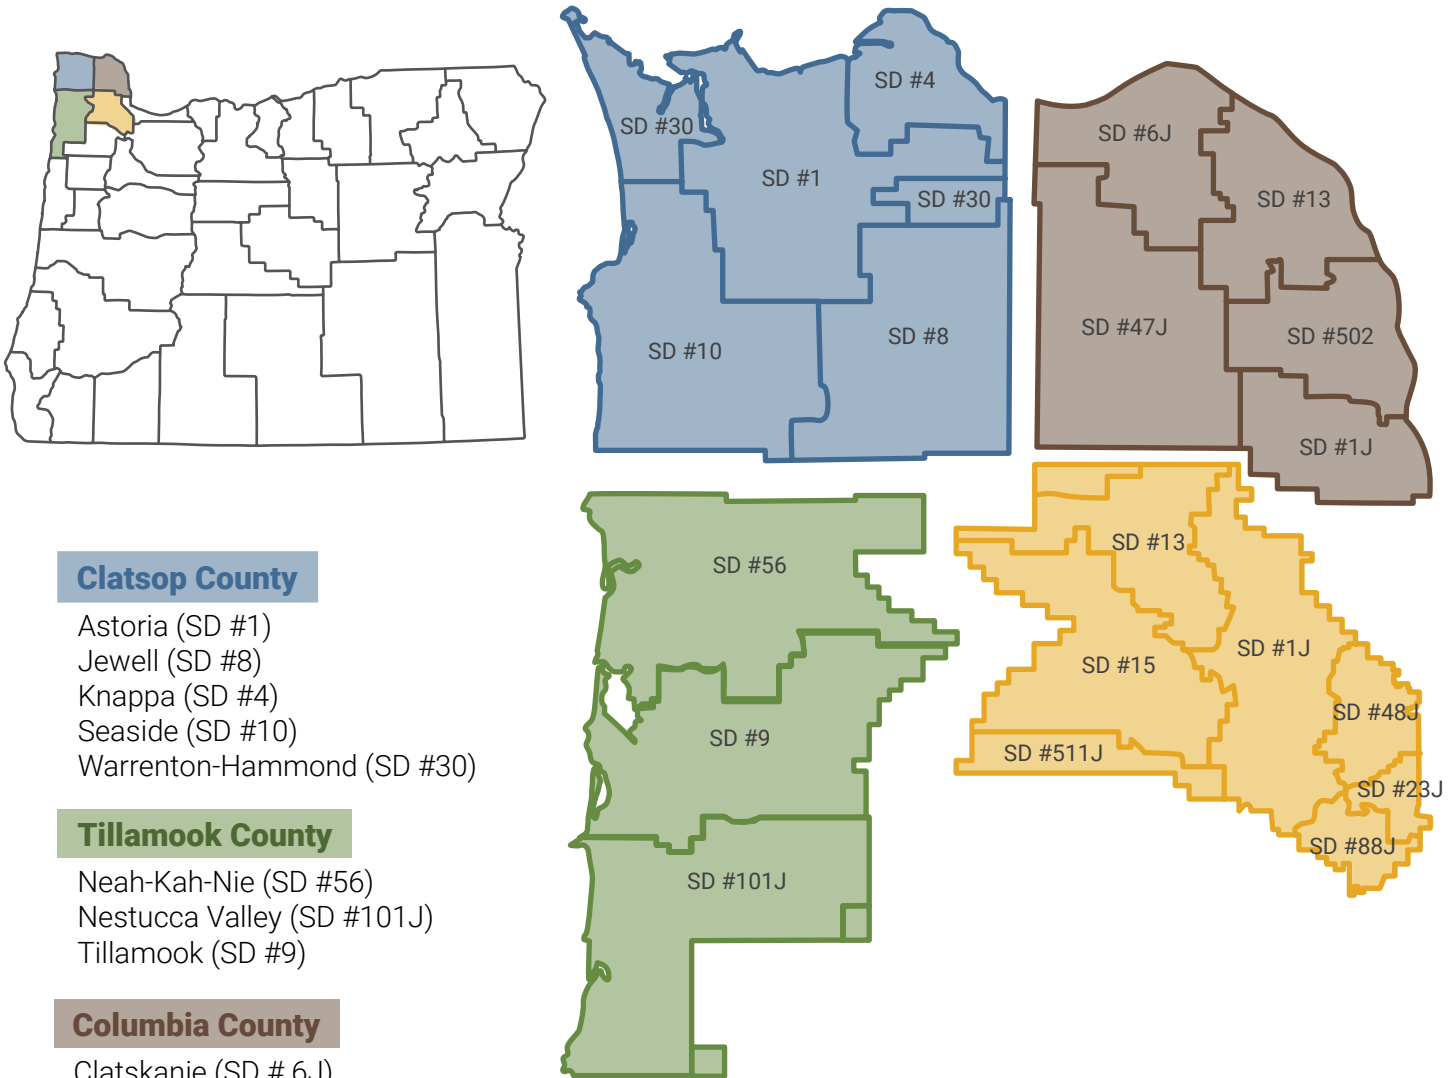 SD #4
SD #30
SD #1
SD #30
SD #10
SD #8
SD #6J
SD #13
SD #47J
SD #502
SD #1J
SD #56
SD #9
SD #101J
SD #13
SD #15
SD #1J
SD #48J
SD #511J
SD #23J
SD #88J
Clatsop County
Astoria (SD #1)
Jewell (SD #8)
Knappa (SD #4)
Seaside (SD #10)
Warrenton-Hammond (SD #30)
Tillamook County
Neah-Kah-Nie (SD #56)
Nestucca Valley (SD #101J)
Tillamook (SD #9)
Columbia County
Clatskanie (SD # 6J)